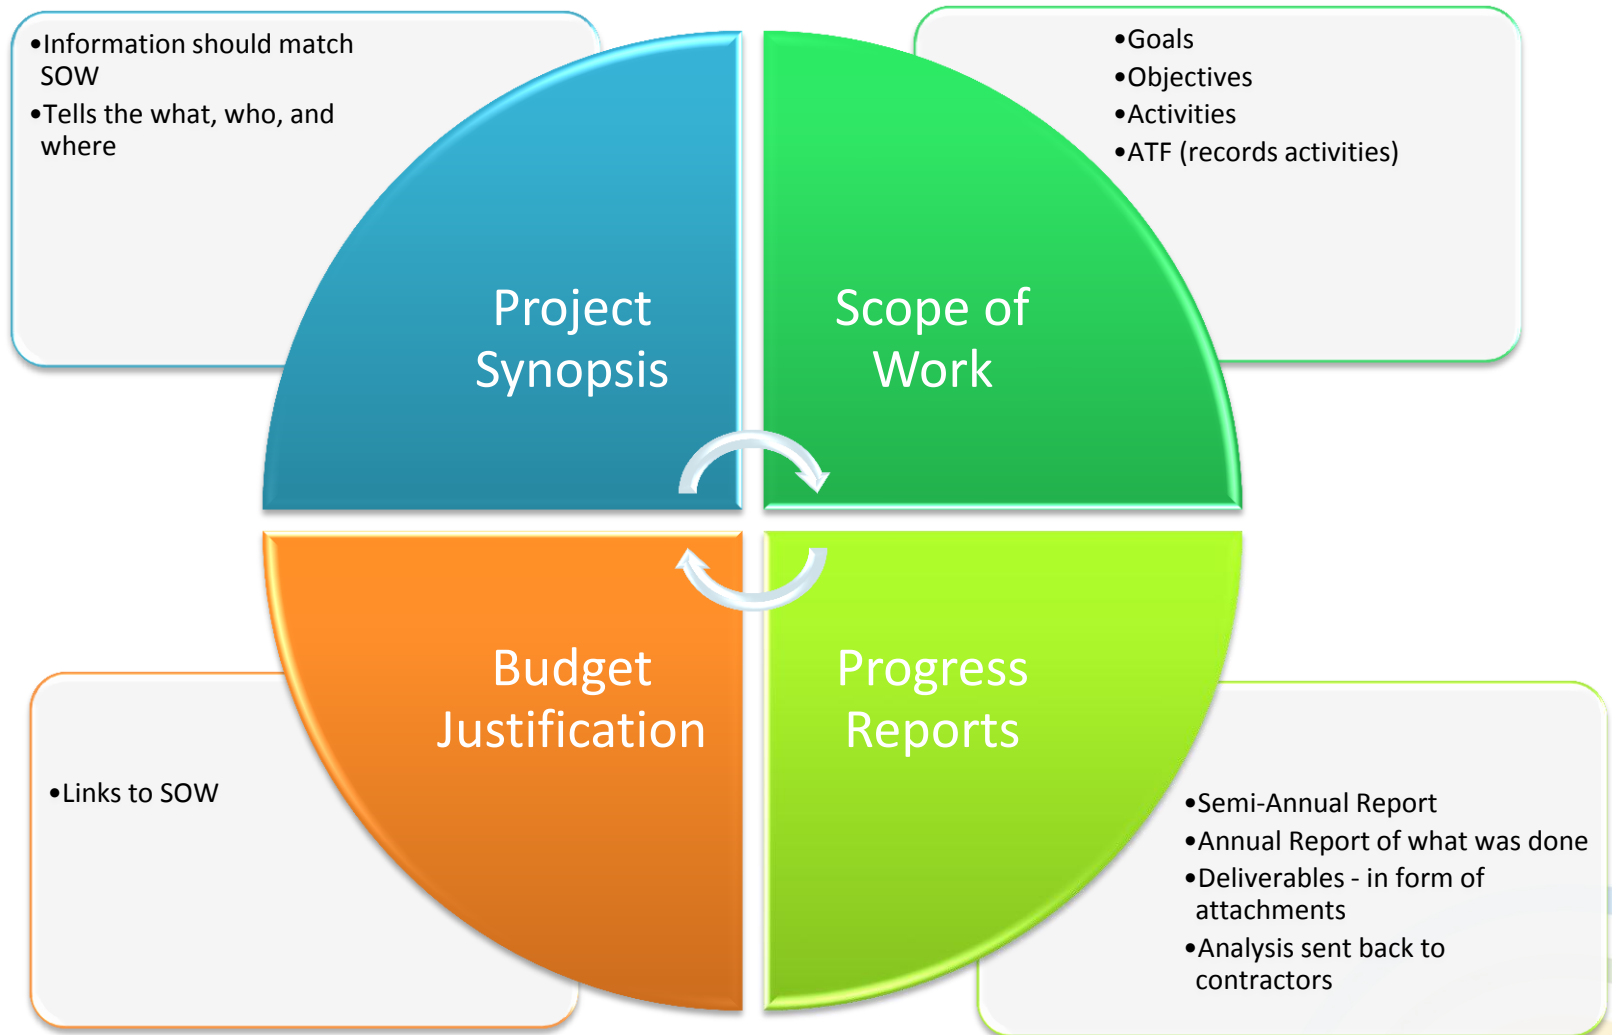 •Information should match
SOW
•Tells the what, who, and
where
•Goals
•Objectives
•Activities
•ATF (records activities)
Project
Synopsis
Scope of
Work
Budget
Justification
Progress
Reports
•Links to SOW
•Semi-Annual Report
•Annual Report of what was done
•Deliverables - in form of
attachments
•Analysis sent back to
contractors